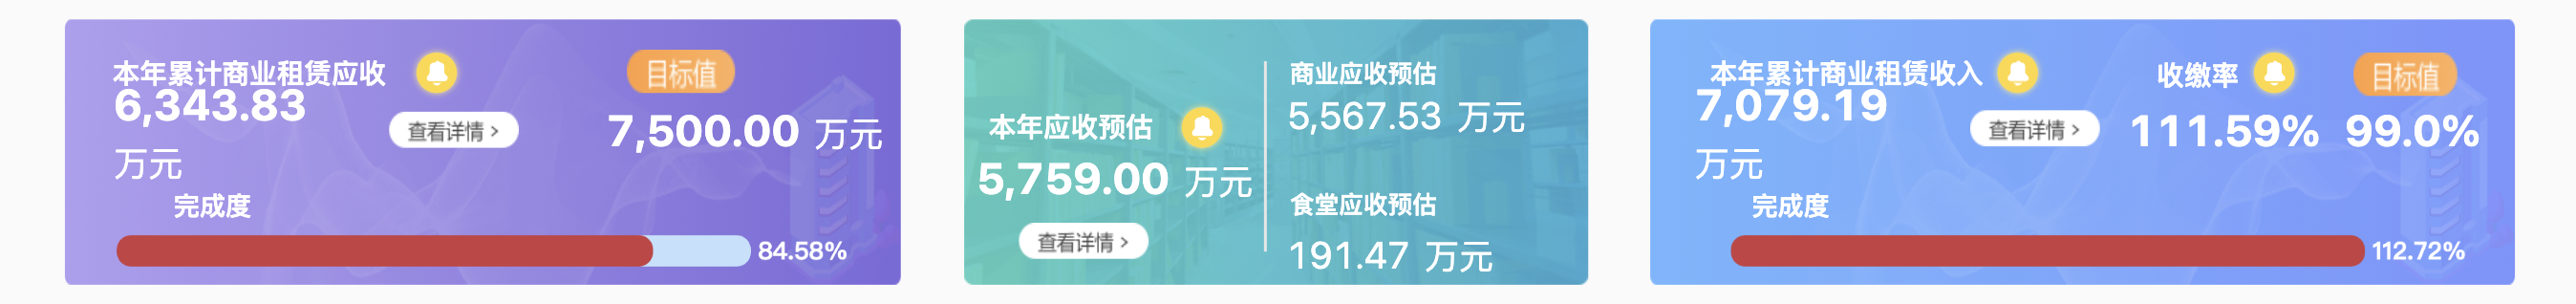 本年累计商业租赁应收
6,343.83
万元
查看详情 >
目标值
7,500.00 万元
完成度
84.58%
本年应收预估
5,759.00 万元
查看详情 >
商业应收预估
5,567.53 万元
食堂应收预估
191.47 万元
本年累计商业租赁收入
7,079.19
万元
查看详情 >
收缴率
111.59%
目标值
99.0%
完成度
112.72%